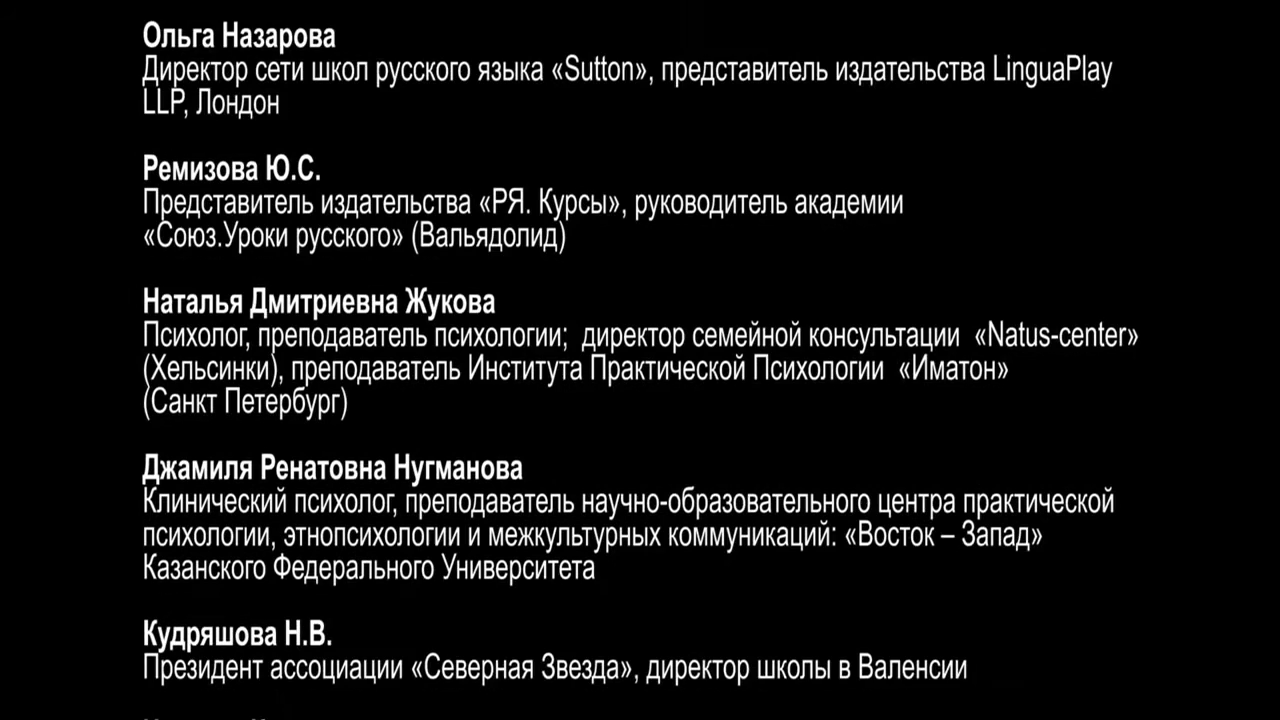 Ольга Назарова
Директор сети школ русского языка «Sutton», представитель издательства LinguaPlay
LLP, Лондон
Ремизова Ю.С.
Представитель издательства «РЯ. Курсы», руководитель академии
«Союз.Уроки русского» (Вальядолид)
Наталья Дмитриевна Жукова
Психолог, преподаватель психологии;  директор семейной консультации  «Natus-center»
(Хельсинки), преподаватель Института Практической Психологии  «Иматон»
(Санкт Петербург)
Джамиля Ренатовна Нугманова
Клинический психолог, преподаватель научно-образовательного центра практической
психологии, этнопсихологии и межкультурных коммуникаций: «Восток – Запад»
Казанского Федерального Университета
Кудряшова Н.В.
Президент ассоциации «Северная Звезда», директор школы в Валенсии